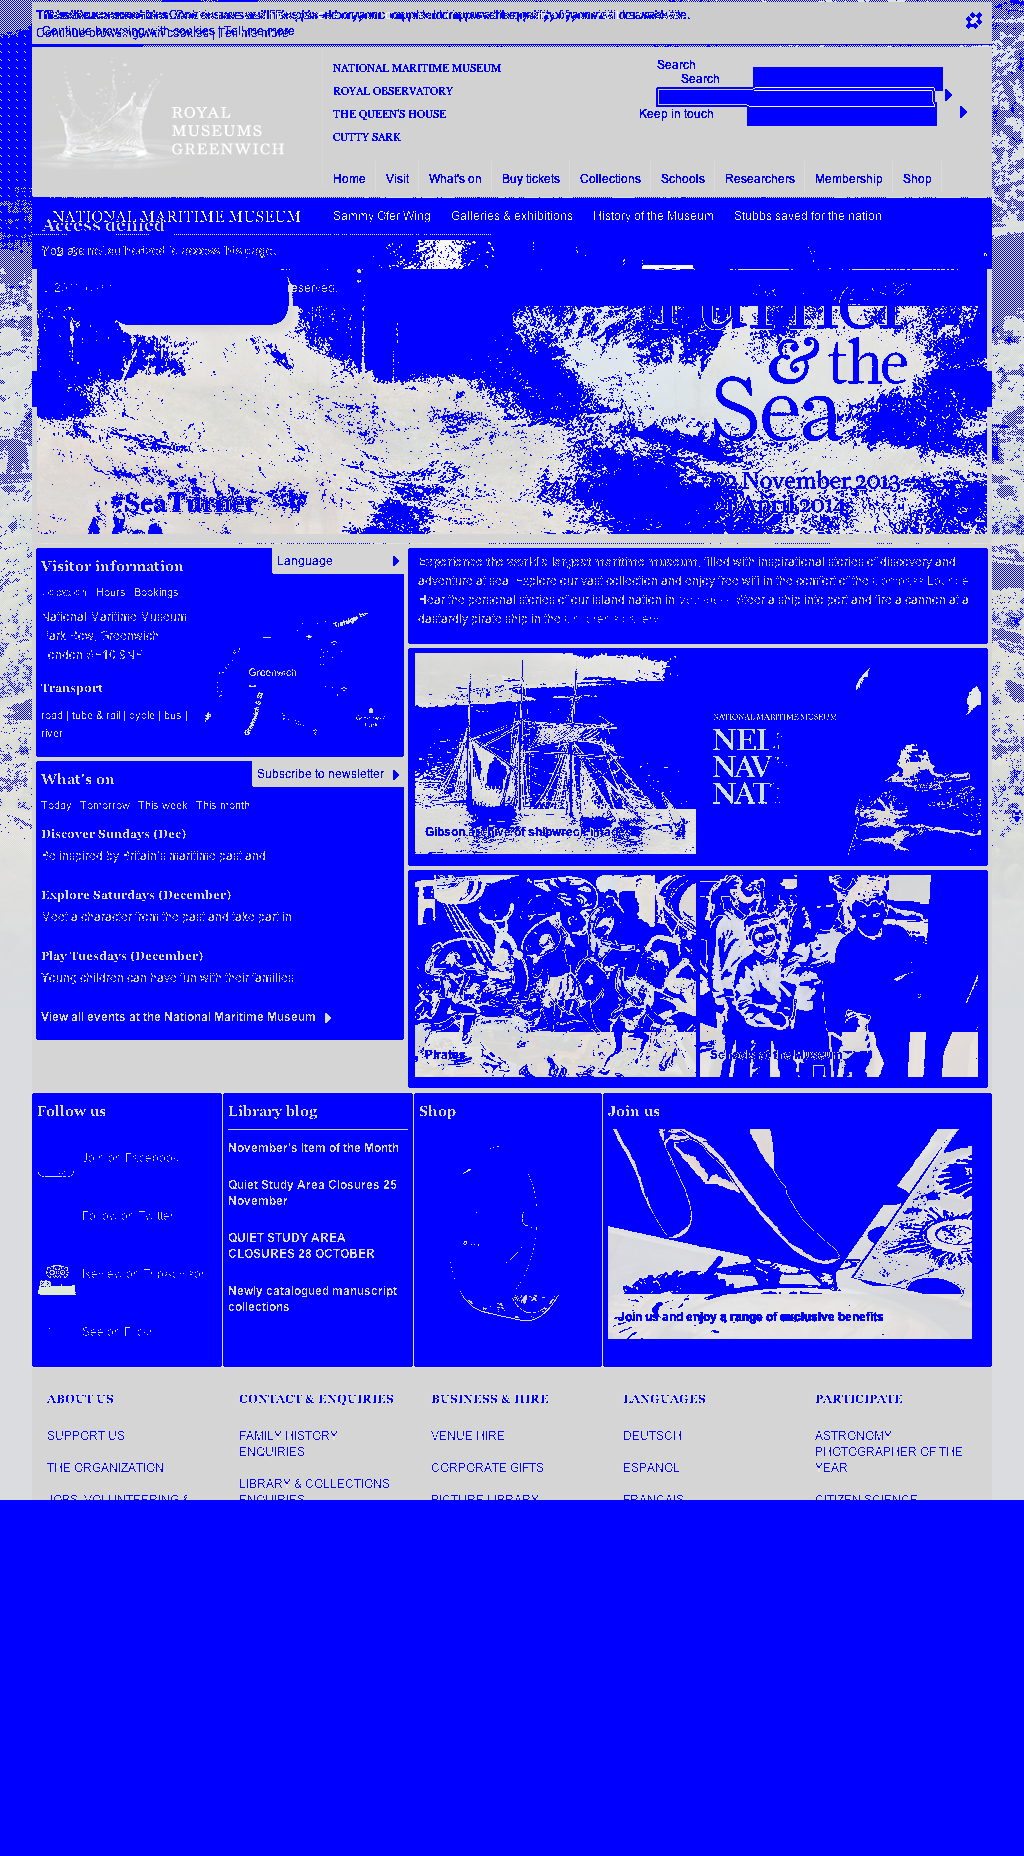 Continue browsing with cookies | Tell me more
Search
Search
Keep in touch
ROYAL
MUSEUMS
GREENWICH
NATIONAL MARITIME MUSEUM
ROYAL OBSERVATORY
THE QUEEN'S HOUSE
CUTTY SARK
Home Visit What's on Buy tickets Collections Schools Researchers Membership Shop
NATIONAL MARITIME MUSEUM
Sammy Ofer Wing Galleries & exhibitions History of the Museum Stubbs saved for the nation
Access denied
You are not authorized to access this page.
reserved.
Turner
& the
Sea
#SeaTurner
22 November 2013
April 2014
Visitor information
Language
Hours Bookings
National Maritime Museum
Park Row, Greenwich
London
Transport
road | tube & rail | cycle | bus |
river
Greenwich
Experience the world's largest maritime museum, filled with inspirational stories of discovery and
adventure at sea. Explore our vast collection and enjoy free wifi in the comfort of the
Hear the personal stories of our island nation in steer a ship into port and fire a cannon at a
dastardly pirate ship in the
Gibson archive of shipwreck images
NATIONAL MARITIME MUSEUM
NEL
NAV
NAT
What's on
Subscribe to newsletter
Today Tomorrow This week This month
Discover Sundays (Dec)
Be inspired by Britain's maritime past and
Explore Saturdays (December)
Meet a character from the past and take part in
Play Tuesdays (December)
Young children can have fun with their families
View all events at the National Maritime Museum
Pirates
Schools at the Museum
Follow us
Join on Facebook
Follow on Twitter
Review on
See on
Library blog
November's Item of the Month
Quiet Study Area Closures 25
November
QUIET STUDY AREA
CLOSURES 28 OCTOBER
Newly catalogued manuscript
collections
Shop
Join us
Join us and enjoy a range of exclusive benefits
ABOUT US
SUPPORT US
THE ORGANIZATION
JOBS, VOLUNTEERING &
CONTACT & ENQUIRIES
FAMILY HISTORY
ENQUIRIES
LIBRARY & COLLECTIONS
ENQUIRIES
BUSINESS & HIRE
VENUE HIRE
CORPORATE GIFTS
PICTURE LIBRARY
LANGUAGES
DEUTSCH
ESPAÑOL
FRANÇAIS
PARTICIPATE
ASTRONOMY
PHOTOGRAPHER OF THE
YEAR
CITIZEN SCIENCE